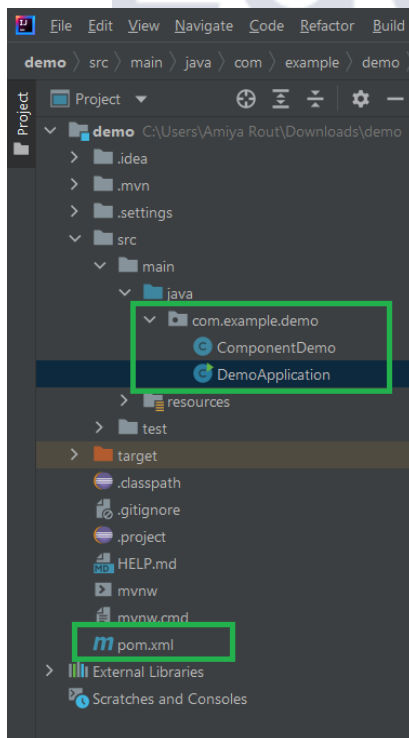 File Edit View Navigate Code Refactor Build
demo src main java com example demo
Project
Project
demo C:\Users\Amiya Rout\Downloads\demo
.idea
.mvn
.settings
src
main
java
com.example.demo
C ComponentDemo
C DemoApplication
resources
test
target
.classpath
.gitignore
.project
MD HELP.md
mvnw
mvnw.cmd
m pom.xml
External Libraries
Scratches and Consoles